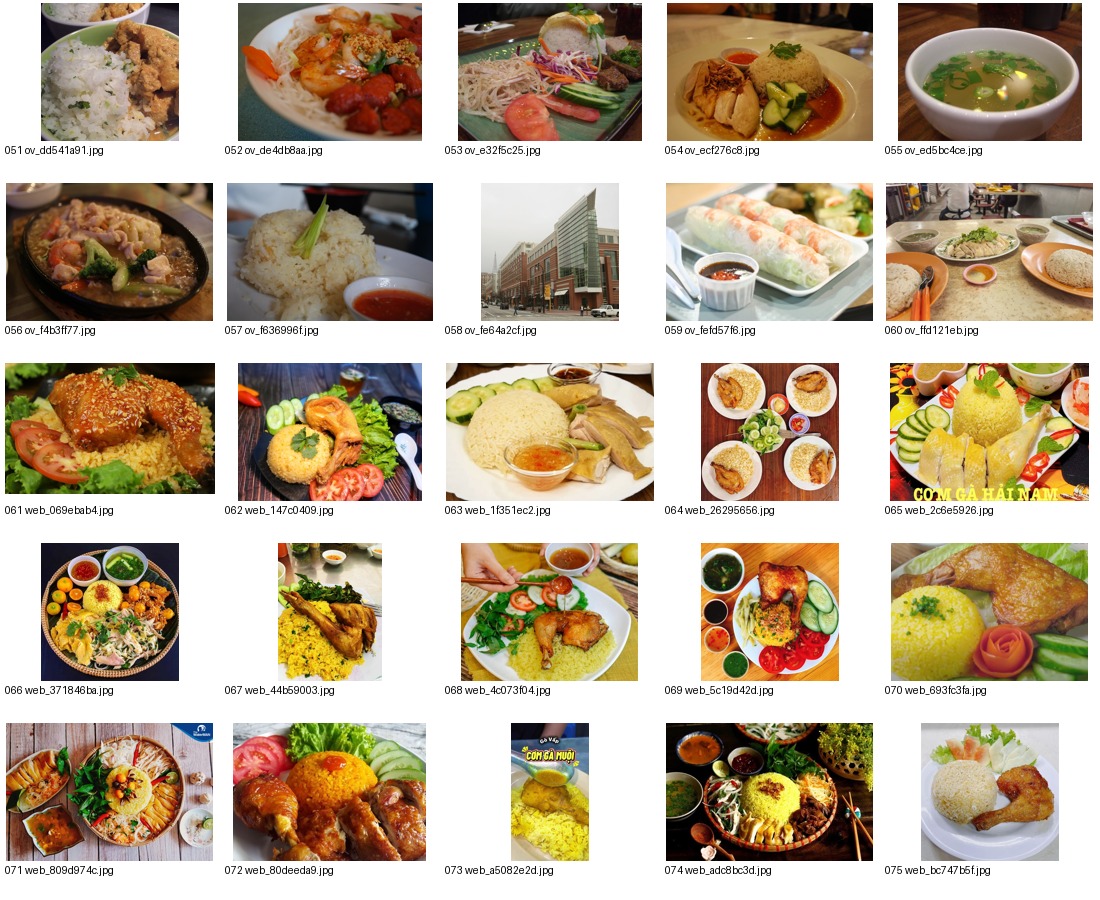 051 ov_dd541a91.jpg
052 ov_de4db8aa.jpg
053 ov_e32f5c25.jpg
054 ov_ecf276c8.jpg
055 ov_ed5bc4ce.jpg
056 ov_f4b3ff77.jpg
057 ov_f636996f.jpg
058 ov_fe64a2cf.jpg
059 ov_fefd57f6.jpg
060 ov_ffd121eb.jpg
061 web_069ebab4.jpg
062 web_147c0409.jpg
063 web_1f351ec2.jpg
064 web_26295656.jpg
CƠM GÀ HẢI NAM
065 web_2c6e5926.jpg
066 web_371846ba.jpg
067 web_44b59003.jpg
068 web_4c073f04.jpg
069 web_5c19d42d.jpg
070 web_693fc3fa.jpg
071 web_809d974c.jpg
072 web_80deeda9.jpg
Gò Vấp
CƠM GÀ MUỐI
073 web_a5082e2d.jpg
074 web_adc8bc3d.jpg
075 web_bc747b5f.jpg